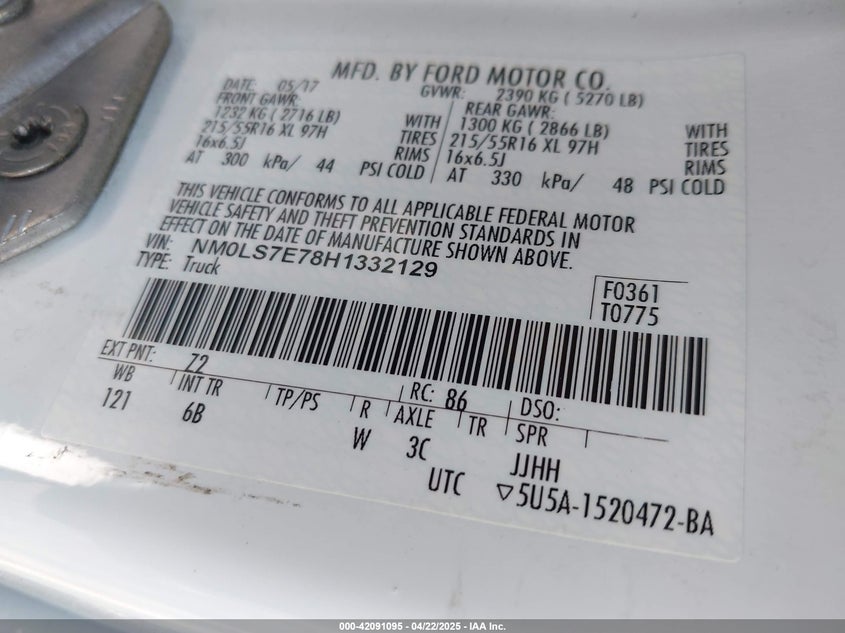 MFD. BY FORD MOTOR CO.
DATE: 05/17 GVWR: 2390 KG ( 5270 LB)
FRONT GAWR: REAR GAWR:
1232 KG ( 2716 LB) WITH 1300 KG ( 2866 LB) WITH
215/55R16 XL 97H TIRES 215/55R16 XL 97H TIRES
16x6.5J RIMS 16x6.5J RIMS
AT 300 kPa/ 44 PSI COLD AT 330 kPa/ 48 PSI COLD
THIS VEHICLE CONFORMS TO ALL APPLICABLE FEDERAL MOTOR
VEHICLE SAFETY AND THEFT PREVENTION STANDARDS IN
EFFECT ON THE DATE OF MANUFACTURE SHOWN ABOVE.
VIN: NM0LS7E78H1332129
TYPE: Truck
F0361
T0775
EXT PNT: Z2 RC: 86 DSO:
WB INT TR TP/PS R AXLE TR SPR
121 6B W 3C JJHH
UTC ▽5U5A-1520472-BA
000-42091095 - 04/22/2025 - IAA Inc.